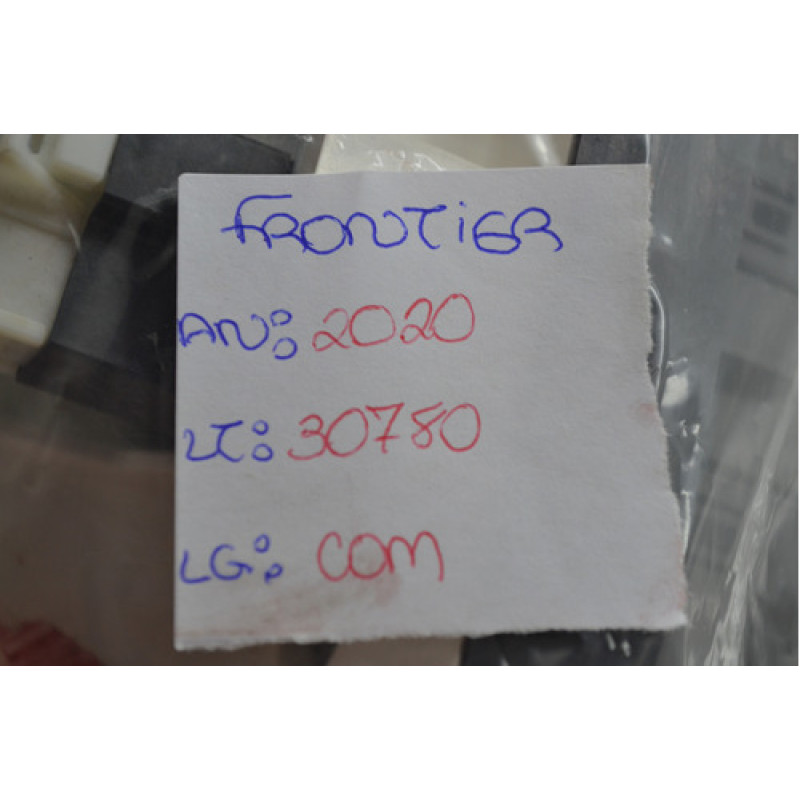 FRONTIER
AN: 2020
LT: 30780
LG: COM